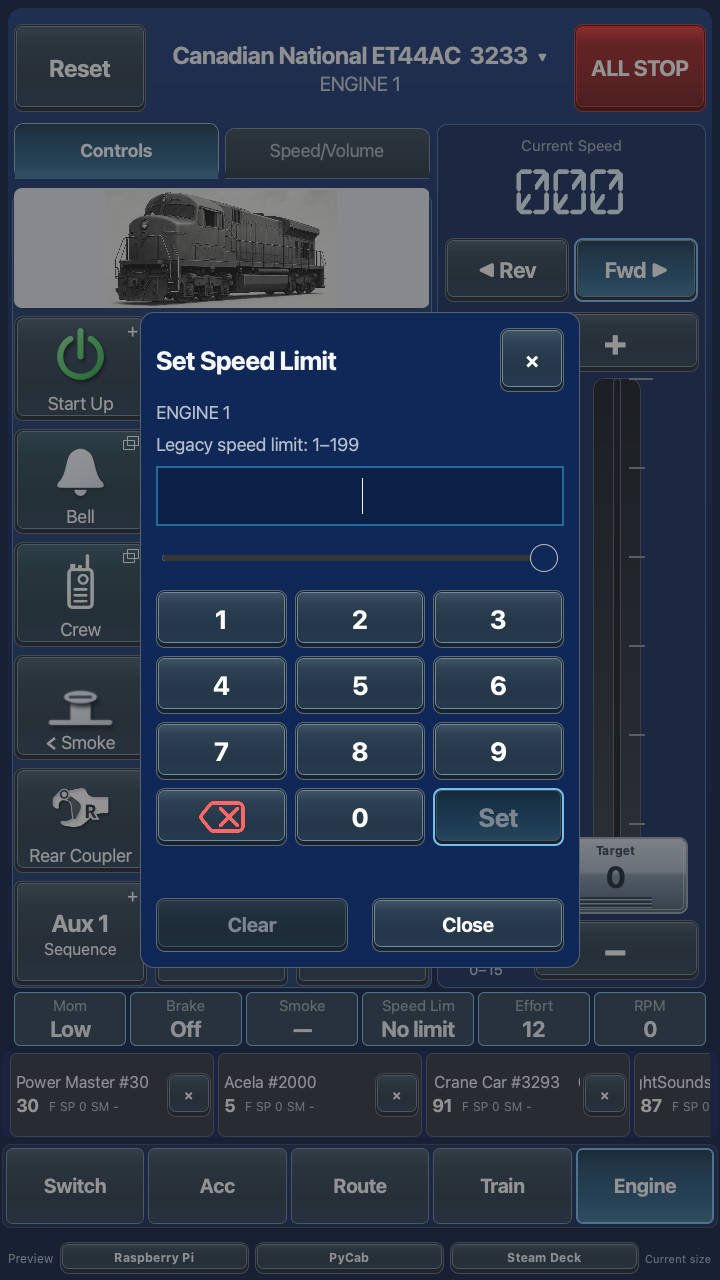 Reset
Canadian National ET44AC 3233 ▼
ENGINE 1
ALL STOP
Controls
Speed/Volume
Current Speed
000
◀ Rev
Fwd ▶
+
Start Up
+
Bell
Crew
< Smoke
R
Rear Coupler
+
Aux 1
Sequence
Set Speed Limit
×
ENGINE 1
Legacy speed limit: 1–199
1
2
3
4
5
6
7
8
9
0
Set
Clear
Close
Target
0
–
0–15
Mom
Low
Brake
Off
Smoke
—
Speed Lim
No limit
Effort
12
RPM
0
Power Master #30
30 F SP 0 SM -
×
Acela #2000
5 F SP 0 SM -
×
Crane Car #3293
91 F SP 0 SM -
×
htSounds
87 F SP 0
Switch
Acc
Route
Train
Engine
Preview
Raspberry Pi
PyCab
Steam Deck
Current size